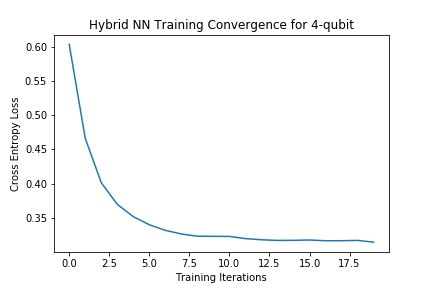 Hybrid NN Training Convergence for 4-qubit
0.60
0.55
0.50
0.45
0.40
0.35
Cross Entropy Loss
0.0 2.5 5.0 7.5 10.0 12.5 15.0 17.5
Training Iterations